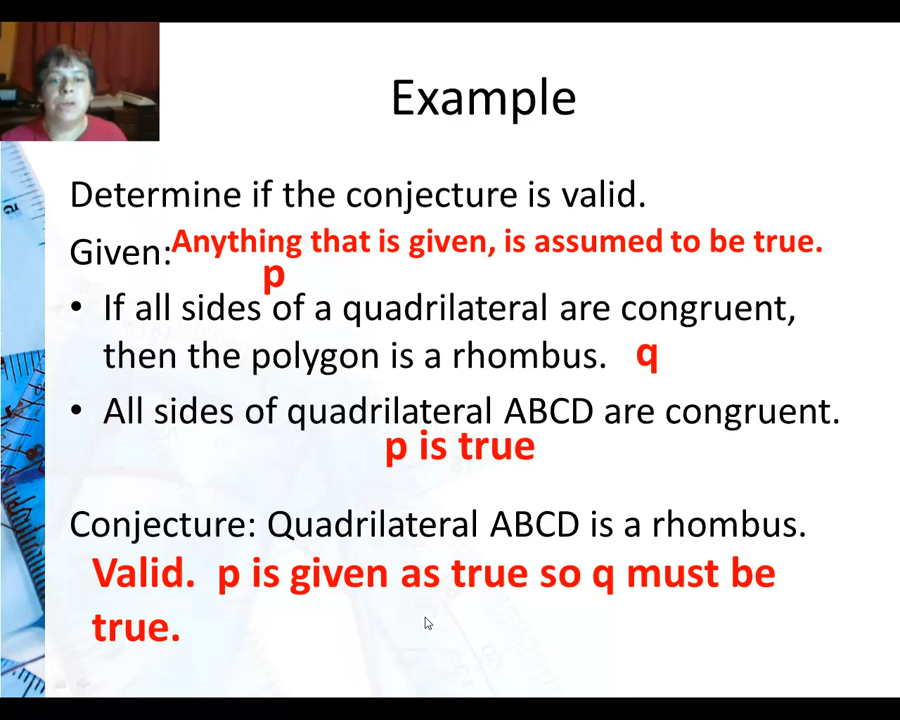 Example
Determine if the conjecture is valid.
Given: Anything that is given, is assumed to be true.
p
• If all sides of a quadrilateral are congruent,
then the polygon is a rhombus. q
• All sides of quadrilateral ABCD are congruent.
p is true
Conjecture: Quadrilateral ABCD is a rhombus.
Valid. p is given as true so q must be
true.